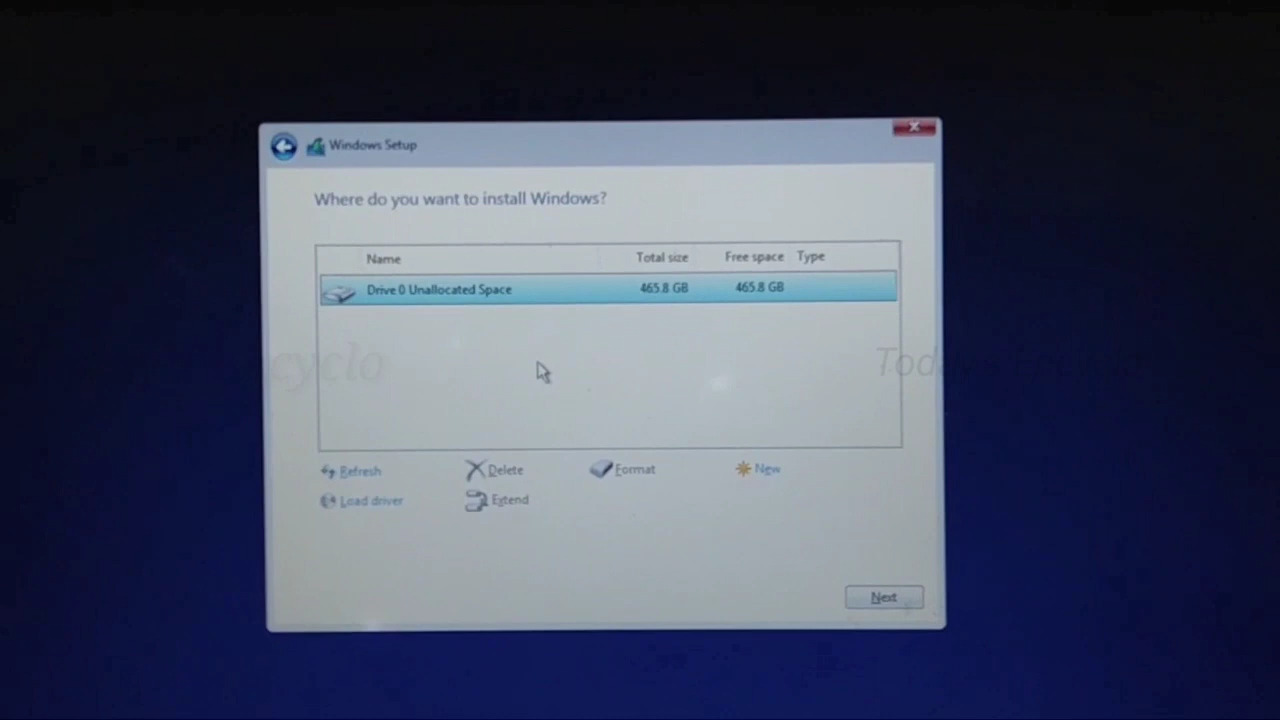 Windows Setup
Where do you want to install Windows?
Name Total size Free space Type
Drive 0 Unallocated Space 465.8 GB 465.8 GB
cyclo
Refresh Delete Format New
Load driver Extend
Next